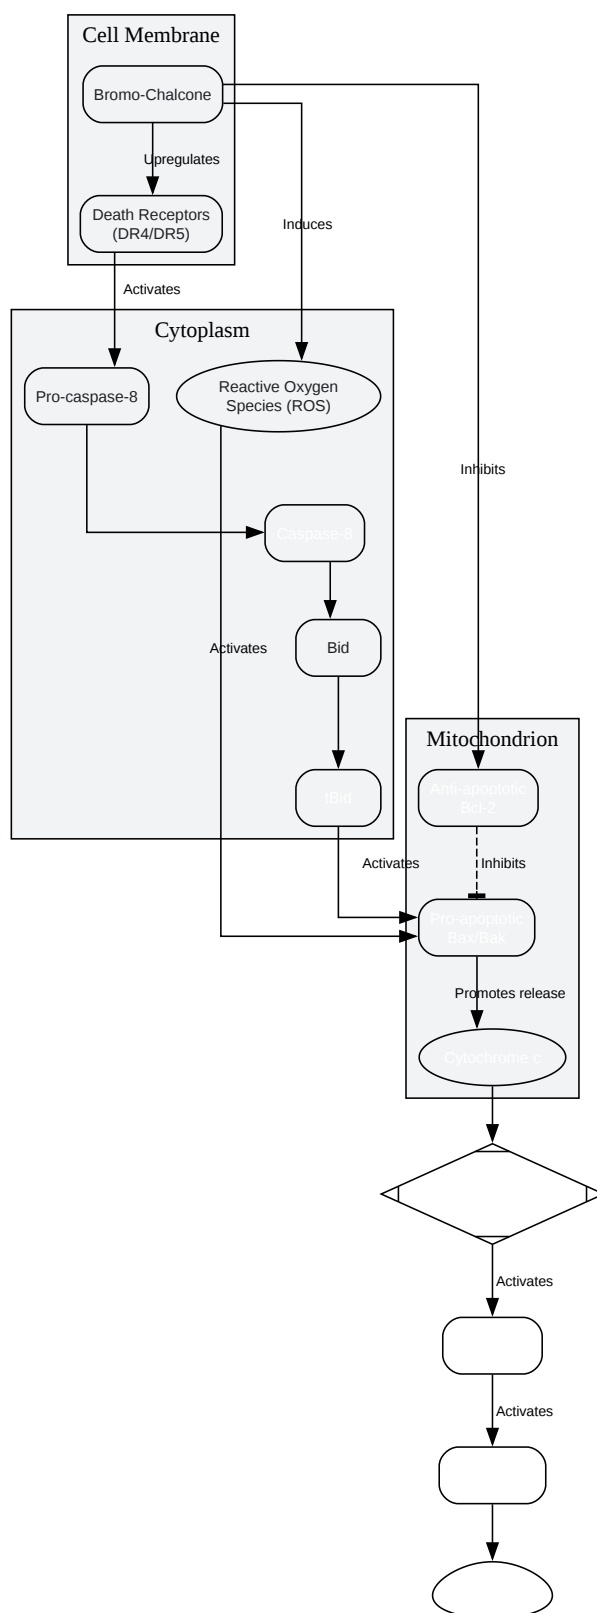 Cell Membrane
Bromo-Chalcone
Upregulates
Death Receptors
(DR4/DR5)
Induces
Activates
Cytoplasm
Pro-caspase-8
Reactive Oxygen
Species (ROS)
Inhibits
Caspase-8
Activates
Bid
Mitochondrion
tBid
Anti-apoptotic
Bcl-2
Activates
Inhibits
Pro-apoptotic
Bax/Bak
Promotes release
Cytochrome c
Activates
Activates